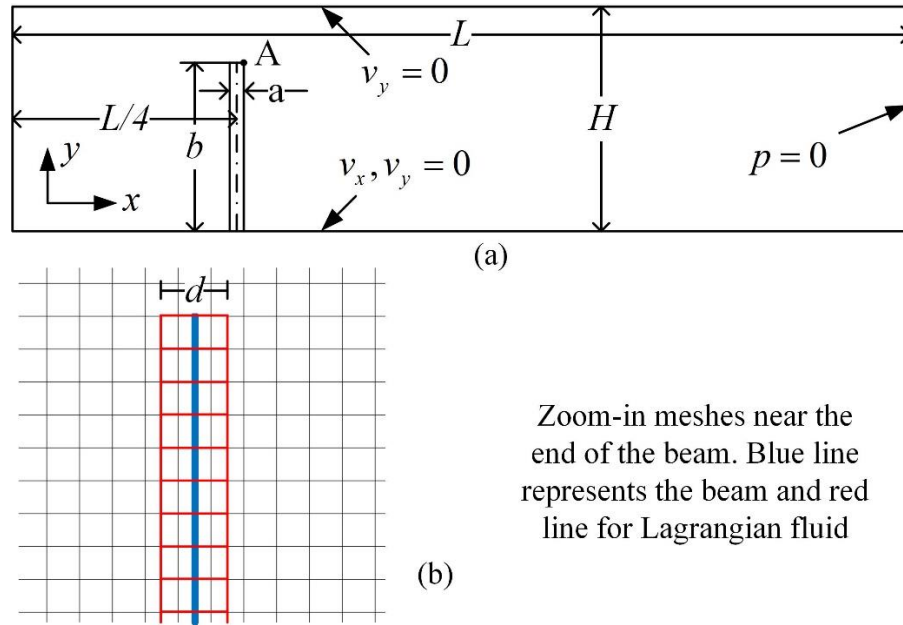 L
A
v_y = 0
a
L/4
H
b
p = 0
y
v_x, v_y = 0
x
(a)
d
Zoom-in meshes near the
end of the beam. Blue line
represents the beam and red
line for Lagrangian fluid
(b)